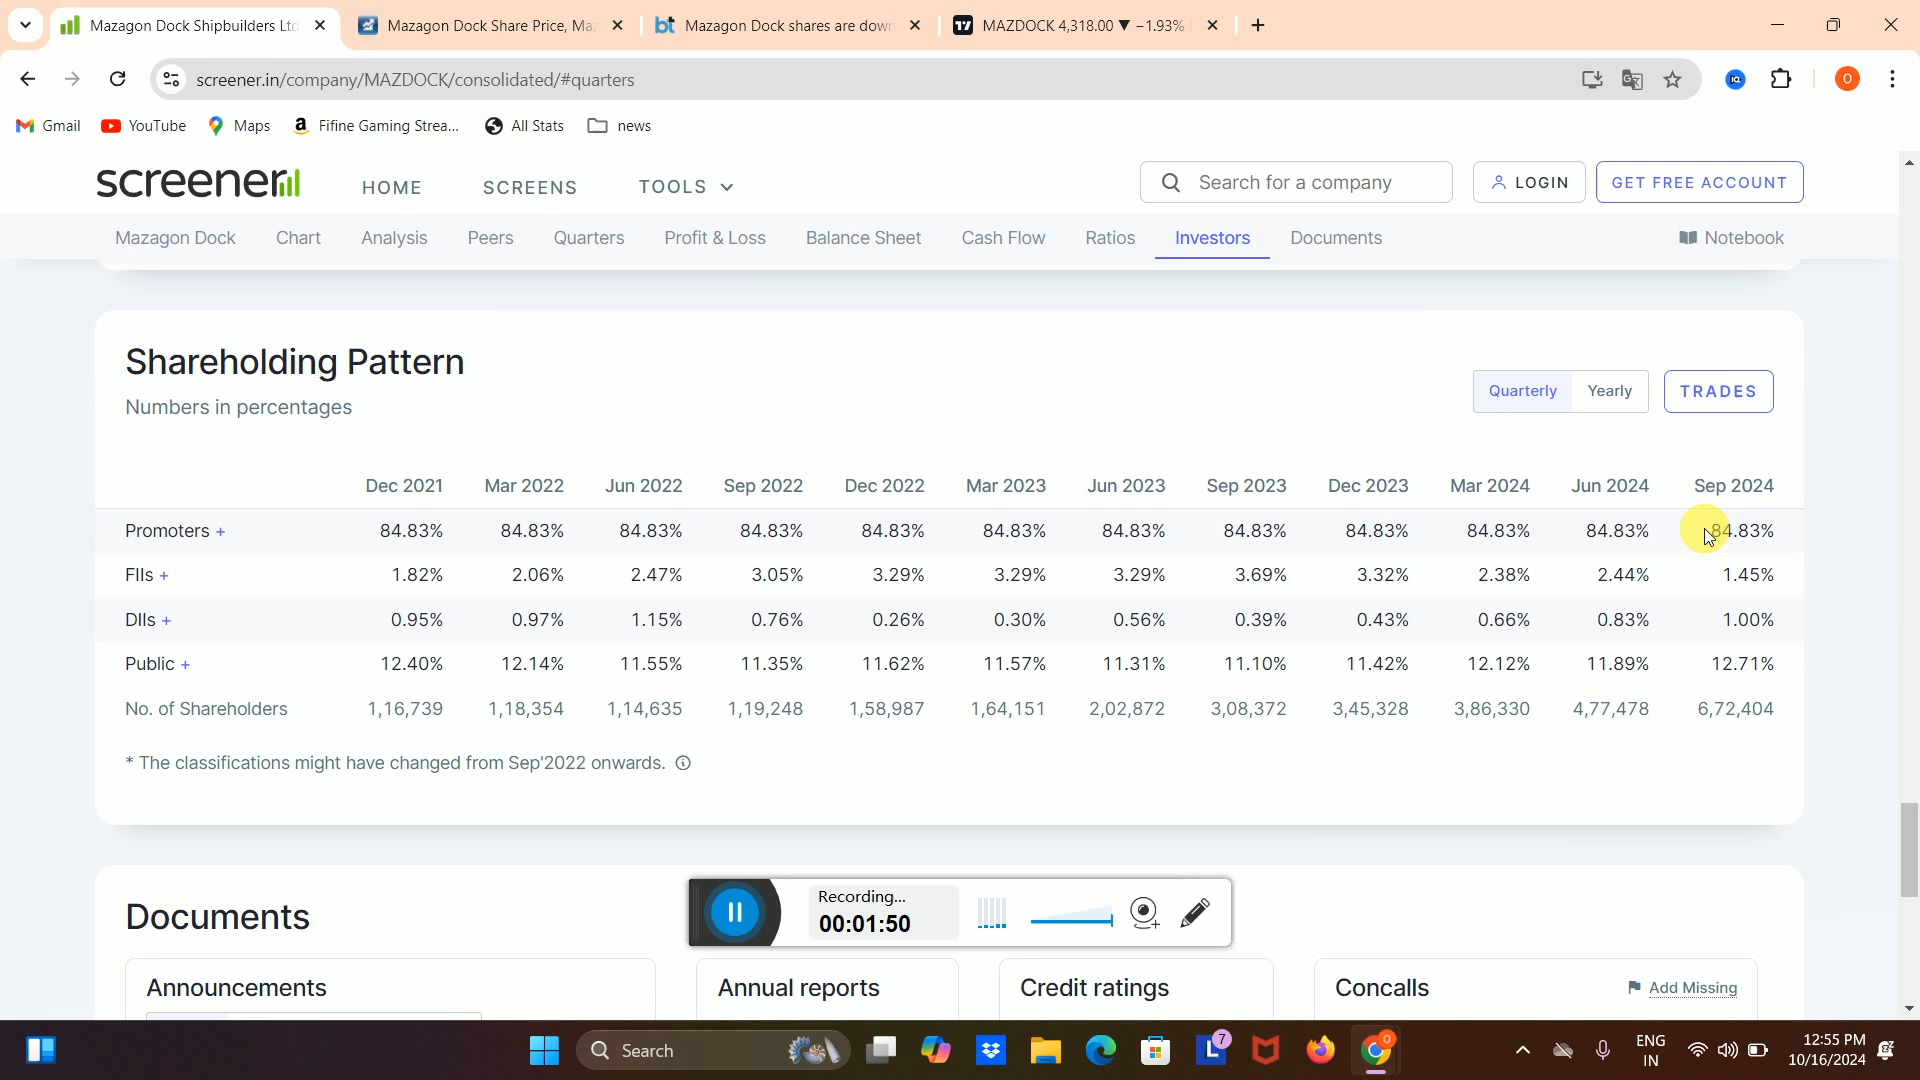 Mazagon Dock Shipbuilders Ltd
Mazagon Dock Share Price, Ma
Mazagon Dock shares are down
MAZDOCK 4,318.00 ▼ −1.93%
screener.in/company/MAZDOCK/consolidated/#quarters
Gmail
YouTube
Maps
Fifine Gaming Strea...
All Stats
news
screener
HOME
SCREENS
TOOLS
Search for a company
LOGIN
GET FREE ACCOUNT
Mazagon Dock
Chart
Analysis
Peers
Quarters
Profit & Loss
Balance Sheet
Cash Flow
Ratios
Investors
Documents
Notebook
Shareholding Pattern
Numbers in percentages
Quarterly
Yearly
TRADES
Dec 2021 Mar 2022 Jun 2022 Sep 2022 Dec 2022 Mar 2023 Jun 2023 Sep 2023 Dec 2023 Mar 2024 Jun 2024 Sep 2024
Promoters + 84.83% 84.83% 84.83% 84.83% 84.83% 84.83% 84.83% 84.83% 84.83% 84.83% 84.83% 84.83%
FIIs + 1.82% 2.06% 2.47% 3.05% 3.29% 3.29% 3.29% 3.69% 3.32% 2.38% 2.44% 1.45%
DIIs + 0.95% 0.97% 1.15% 0.76% 0.26% 0.30% 0.56% 0.39% 0.43% 0.66% 0.83% 1.00%
Public + 12.40% 12.14% 11.55% 11.35% 11.62% 11.57% 11.31% 11.10% 11.42% 12.12% 11.89% 12.71%
No. of Shareholders 1,16,739 1,18,354 1,14,635 1,19,248 1,58,987 1,64,151 2,02,872 3,08,372 3,45,328 3,86,330 4,77,478 6,72,404
* The classifications might have changed from Sep'2022 onwards.
Documents
Recording...
00:01:50
Announcements
Annual reports
Credit ratings
Concalls
Add Missing
Search
7
0
ENG
IN
12:55 PM
10/16/2024